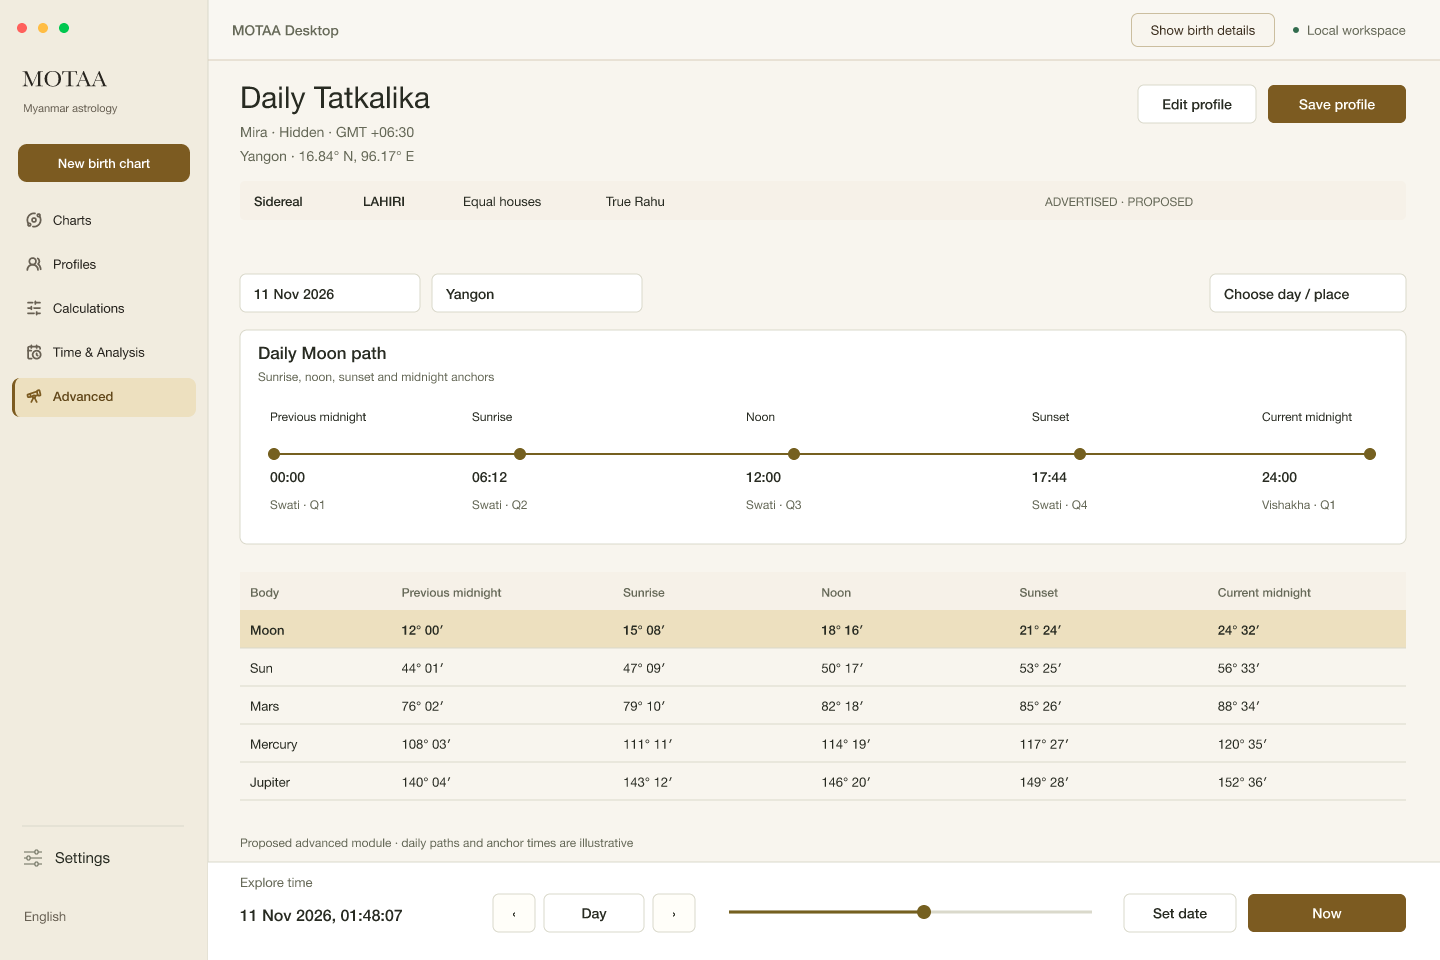 MOTAA
Myanmar astrology
New birth chart
Charts
Profiles
Calculations
Time & Analysis
Advanced
Settings
English
MOTAA Desktop
Show birth details
Local workspace
Daily Tatkalika
Mira · Hidden · GMT +06:30
Yangon · 16.84° N, 96.17° E
Edit profile
Save profile
Sidereal LAHIRI Equal houses True Rahu ADVERTISED · PROPOSED
11 Nov 2026
Yangon
Choose day / place
Daily Moon path
Sunrise, noon, sunset and midnight anchors
Previous midnight Sunrise Noon Sunset Current midnight
00:00 06:12 12:00 17:44 24:00
Swati · Q1 Swati · Q2 Swati · Q3 Swati · Q4 Vishakha · Q1
Body Previous midnight Sunrise Noon Sunset Current midnight
Moon 12° 00′ 15° 08′ 18° 16′ 21° 24′ 24° 32′
Sun 44° 01′ 47° 09′ 50° 17′ 53° 25′ 56° 33′
Mars 76° 02′ 79° 10′ 82° 18′ 85° 26′ 88° 34′
Mercury 108° 03′ 111° 11′ 114° 19′ 117° 27′ 120° 35′
Jupiter 140° 04′ 143° 12′ 146° 20′ 149° 28′ 152° 36′
Proposed advanced module · daily paths and anchor times are illustrative
Explore time
11 Nov 2026, 01:48:07
‹ Day ›
Set date
Now